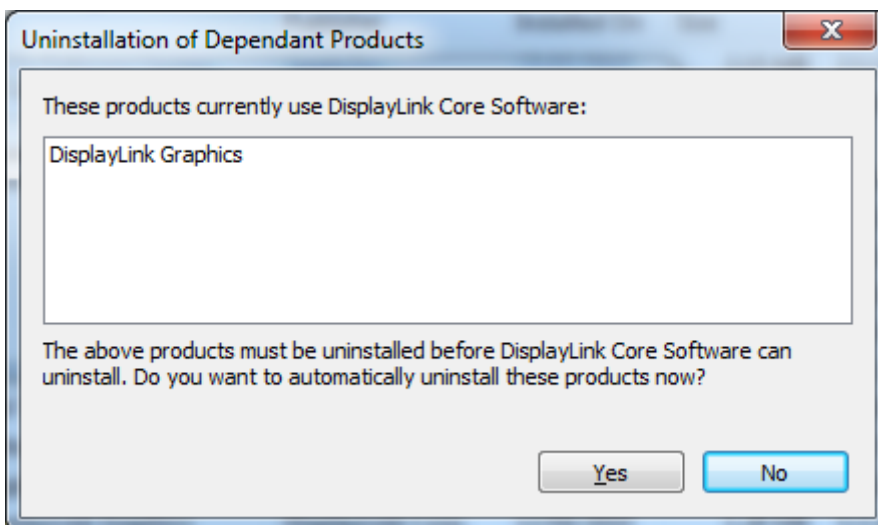 Uninstallation of Dependant Products
These products currently use DisplayLink Core Software:
DisplayLink Graphics
The above products must be uninstalled before DisplayLink Core Software can
uninstall. Do you want to automatically uninstall these products now?
Yes
No